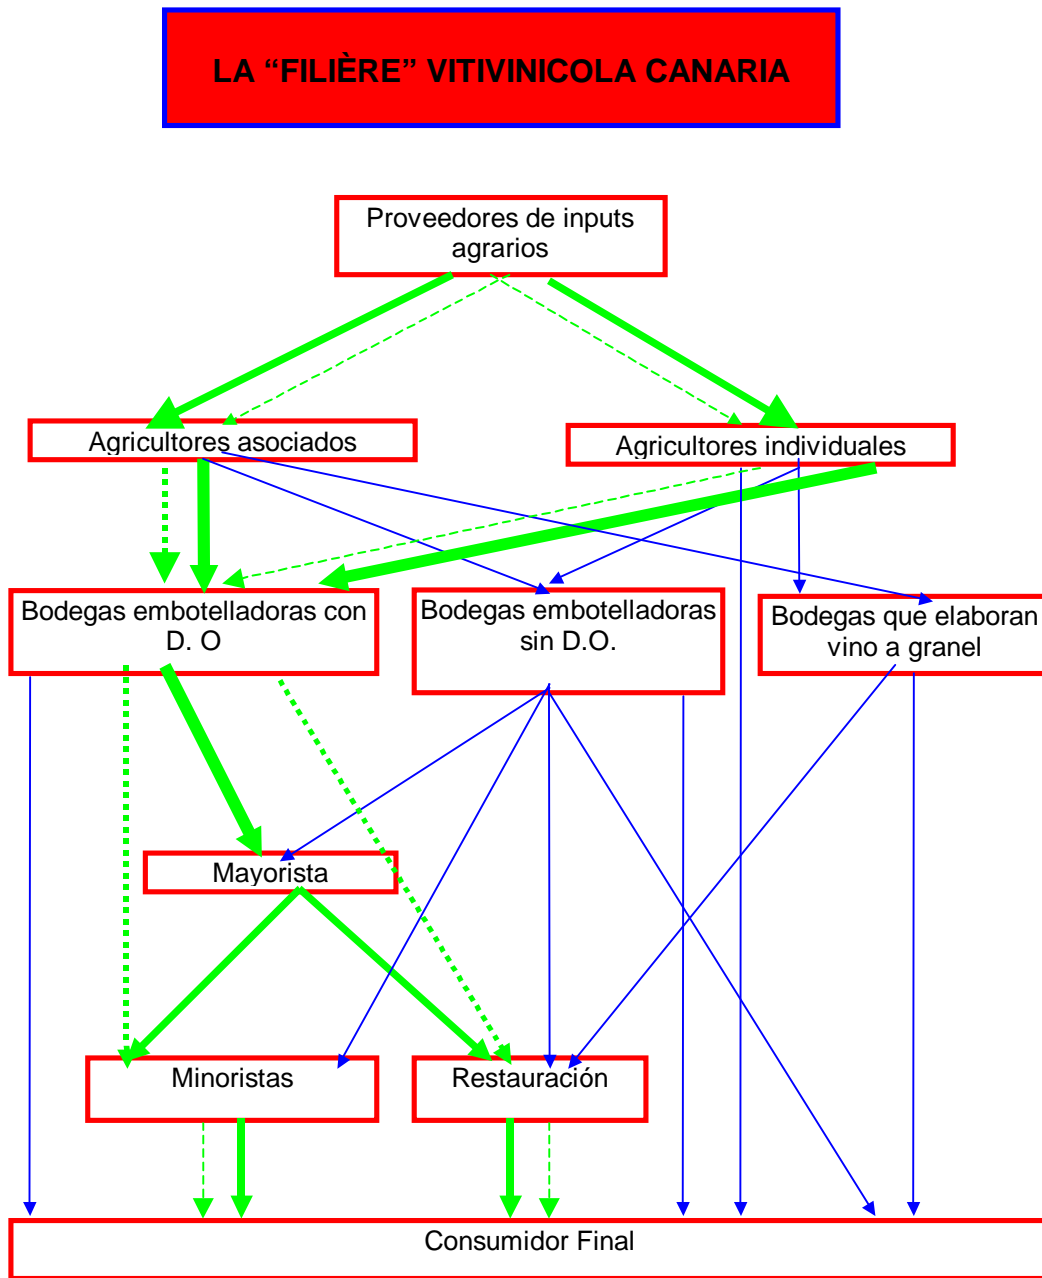 LA “FILIÈRE” VITIVINICOLA CANARIA
Proveedores de inputs
agrarios
Agricultores asociados
Agricultores individuales
Bodegas embotelladoras con
D. O
Bodegas embotelladoras
sin D.O.
Bodegas que elaboran
vino a granel
Mayorista
Minoristas
Restauración
Consumidor Final